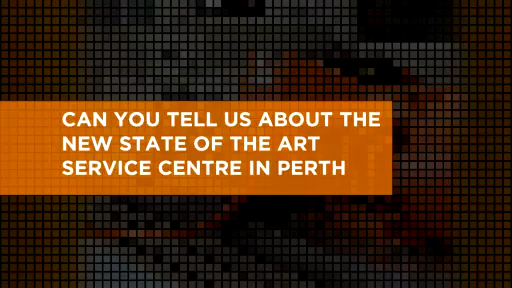 CAN YOU TELL US ABOUT THE
NEW STATE OF THE ART
SERVICE CENTRE IN PERTH